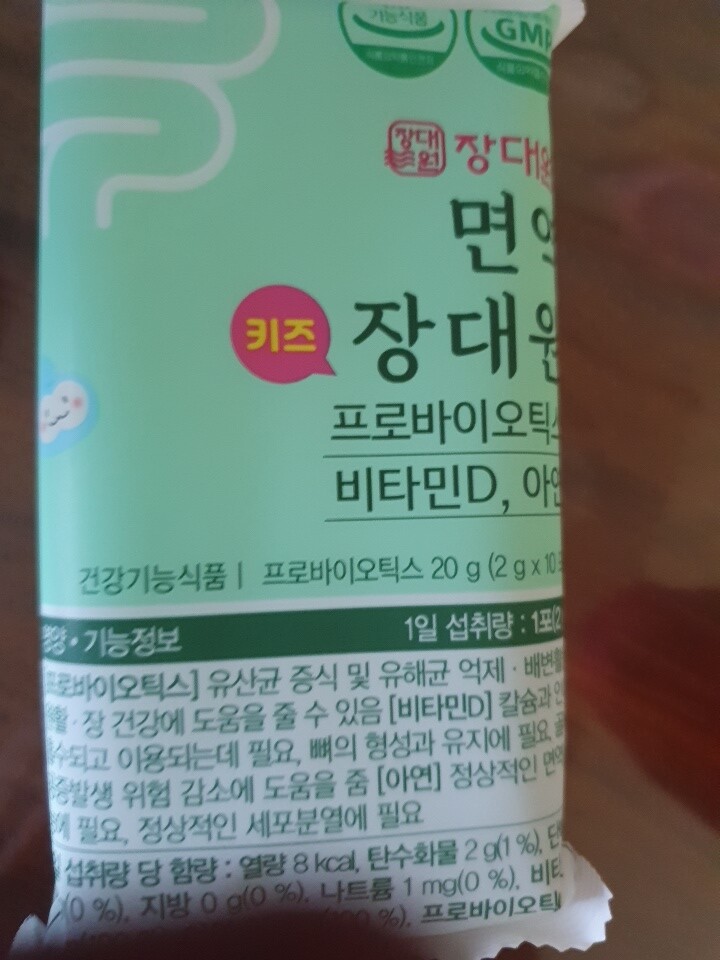 기능식품
GMP
장대원 장대원
면역
키즈 장대원
프로바이오틱스
비타민D, 아연
건강기능식품 | 프로바이오틱스 20 g (2 g x 10
영양•기능정보 1일 섭취량 : 1포(2
[프로바이오틱스] 유산균 증식 및 유해균 억제·배변활
·장 건강에 도움을 줄 수 있음 [비타민D] 칼슘과 인
흡수되고 이용되는데 필요, 뼈의 형성과 유지에 필요, 골
다공증발생 위험 감소에 도움을 줌 [아연] 정상적인 면역
에 필요, 정상적인 세포분열에 필요
섭취량 당 함량 : 열량 8 kcal, 탄수화물 2 g(1 %), 단
(0 %), 지방 0 g(0 %), 나트륨 1 mg(0 %), 비타
프로바이오틱